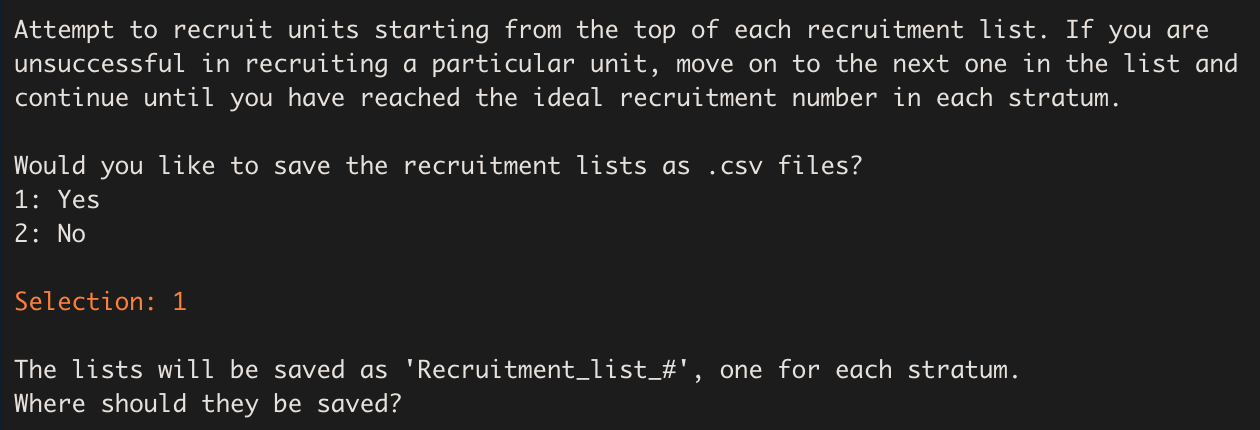 Attempt to recruit units starting from the top of each recruitment list. If you are
unsuccessful in recruiting a particular unit, move on to the next one in the list and
continue until you have reached the ideal recruitment number in each stratum.
Would you like to save the recruitment lists as .csv files?
1: Yes
2: No
Selection: 1
The lists will be saved as 'Recruitment_list_#', one for each stratum.
Where should they be saved?